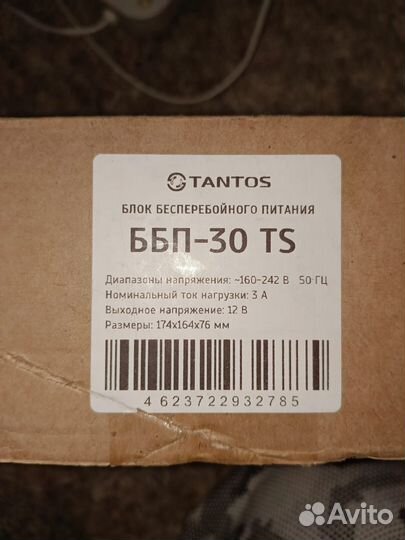 TANTOS
БЛОК БЕСПЕРЕБОЙНОГО ПИТАНИЯ
ББП-30 TS
Диапазоны напряжения: ~160-242 В 50 ГЦ
Номинальный ток нагрузки: 3 А
Выходное напряжение: 12 В
Размеры: 174x164x76 мм
4 623722 932785
Avito